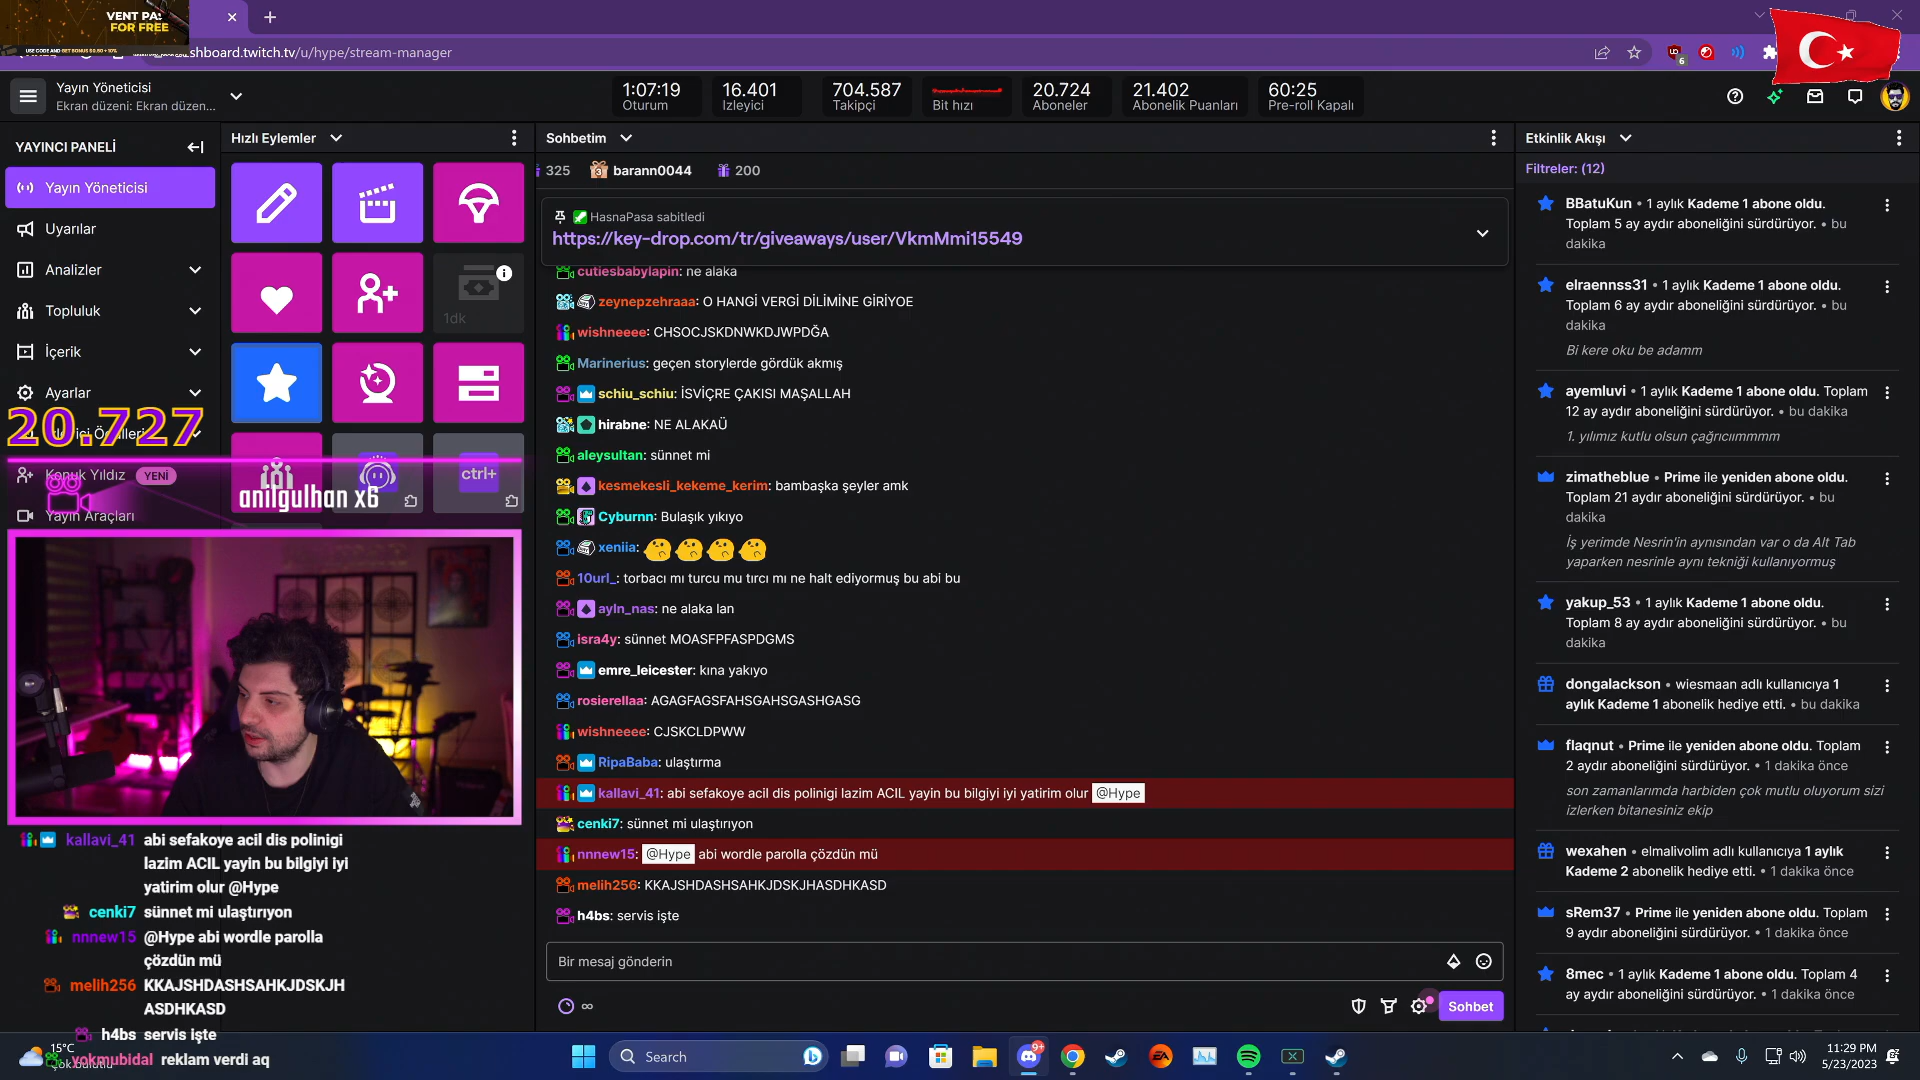 VENT PA
FOR FREE
USE CODE AND GET BONUS $0.50 + 10%
shboard.twitch.tv/u/hype/stream-manager
6
Yayın Yöneticisi
Ekran düzeni: Ekran düzen...
1:07:19
Oturum
16.401
İzleyici
704.587
Takipçi
Bit hızı
20.724
Aboneler
21.402
Abonelik Puanları
60:25
Pre-roll Kapalı
YAYINCI PANELİ
Yayın Yöneticisi
Uyarılar
Analizler
Topluluk
İçerik
Ayarlar
20.727
Konuk Yıldız YENİ
Yayın Araçları
Hızlı Eylemler
1dk
ctrl+
anilgulhan x6
Sohbetim
325 3 barann0044 200
HasnaPasa sabitledi
https://key-drop.com/tr/giveaways/user/VkmMmi15549
cutiesbabylapin: ne alaka
zeynepzehraaa: O HANGİ VERGİ DİLİMİNE GİRİYOE
wishneeee: CHSOCJSKDNWKDJWPDĞA
Marinerius: geçen storylerde gördük akmış
schiu_schiu: İSVİÇRE ÇAKISI MAŞALLAH
hirabne: NE ALAKAÜ
aleysultan: sünnet mi
kesmekesli_kekeme_kerim: bambaşka şeyler amk
Cyburnn: Bulaşık yıkıyo
xeniia:
10url_: torbacı mı turcu mu tırcı mı ne halt ediyormuş bu abi bu
ayln_nas: ne alaka lan
isra4y: sünnet MOASFPFASPDGMS
emre_leicester: kına yakıyo
rosierellaa: AGAGFAGSFAHSGAHSGASHGASG
wishneeee: CJSKCLDPWW
RipaBaba: ulaştırma
kallavi_41: abi sefakoye acil dis polinigi lazim ACIL yayin bu bilgiyi iyi yatirim olur @Hype
cenki7: sünnet mi ulaştırıyon
nnnew15: @Hype abi wordle parolla çözdün mü
melih256: KKAJSHDASHSAHKJDSKJHASDHKASD
h4bs: servis işte
Bir mesaj gönderin
∞
Sohbet
Etkinlik Akışı
Filtreler: (12)
BBatuKun • 1 aylık Kademe 1 abone oldu.
Toplam 5 ay aydır aboneliğini sürdürüyor. • bu
dakika
elraennss31 • 1 aylık Kademe 1 abone oldu.
Toplam 6 ay aydır aboneliğini sürdürüyor. • bu
dakika
Bi kere oku be adamm
ayemluvi • 1 aylık Kademe 1 abone oldu. Toplam
12 ay aydır aboneliğini sürdürüyor. • bu dakika
1. yılımız kutlu olsun çağrıcıımmmm
zimatheblue • Prime ile yeniden abone oldu.
Toplam 21 aydır aboneliğini sürdürüyor. • bu
dakika
İş yerimde Nesrin'in aynısından var o da Alt Tab
yaparken nesrinle aynı tekniği kullanıyormuş
yakup_53 • 1 aylık Kademe 1 abone oldu.
Toplam 8 ay aydır aboneliğini sürdürüyor. • bu
dakika
dongalackson • wiesmaan adlı kullanıcıya 1
aylık Kademe 1 abonelik hediye etti. • bu dakika
flaqnut • Prime ile yeniden abone oldu. Toplam
2 aydır aboneliğini sürdürüyor. • 1 dakika önce
son zamanlarımda harbiden çok mutlu oluyorum sizi
izlerken bitanesiniz ekip
wexahen • elmalivolim adlı kullanıcıya 1 aylık
Kademe 2 abonelik hediye etti. • 1 dakika önce
sRem37 • Prime ile yeniden abone oldu. Toplam
9 aydır aboneliğini sürdürüyor. • 1 dakika önce
8mec • 1 aylık Kademe 1 abone oldu. Toplam 4
ay aydır aboneliğini sürdürüyor. • 1 dakika önce
kallavi_41 abi sefakoye acil dis polinigi
lazim ACIL yayin bu bilgiyi iyi
yatirim olur @Hype
cenki7 sünnet mi ulaştırıyon
nnnew15 @Hype abi wordle parolla
çözdün mü
melih256 KKAJSHDASHSAHKJDSKJH
ASDHKASD
h4bs servis işte
yokmubidal reklam verdi aq
15°C
Çok bulutlu
Search
9+
EA
11:29 PM
5/23/2023